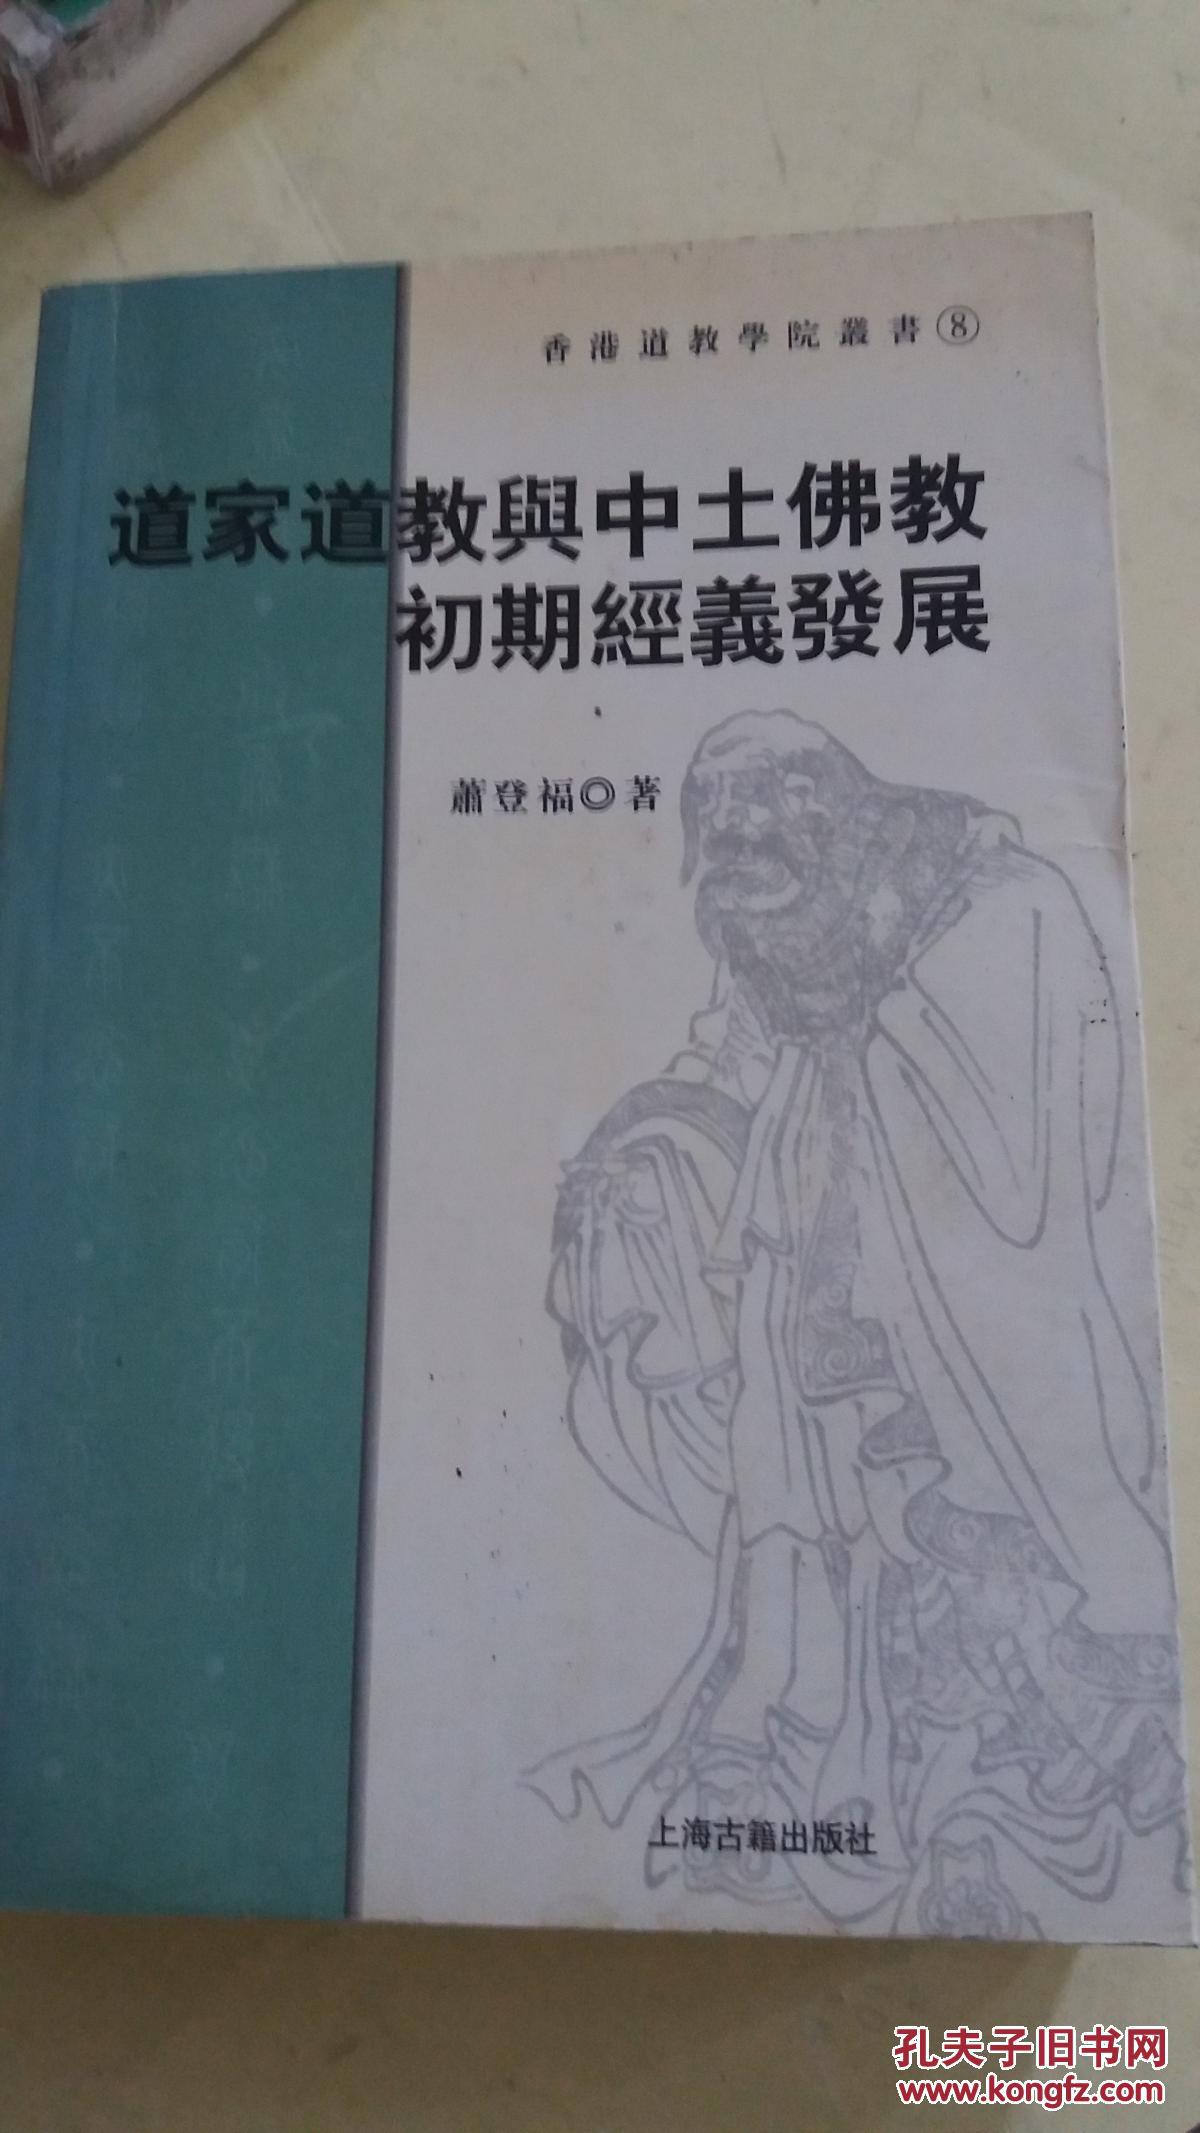 香港道教學院叢書⑧
道家道教與中土佛教
初期經義發展
蕭登福◎著
上海古籍出版社
孔夫子旧书网
www.kongfz.com